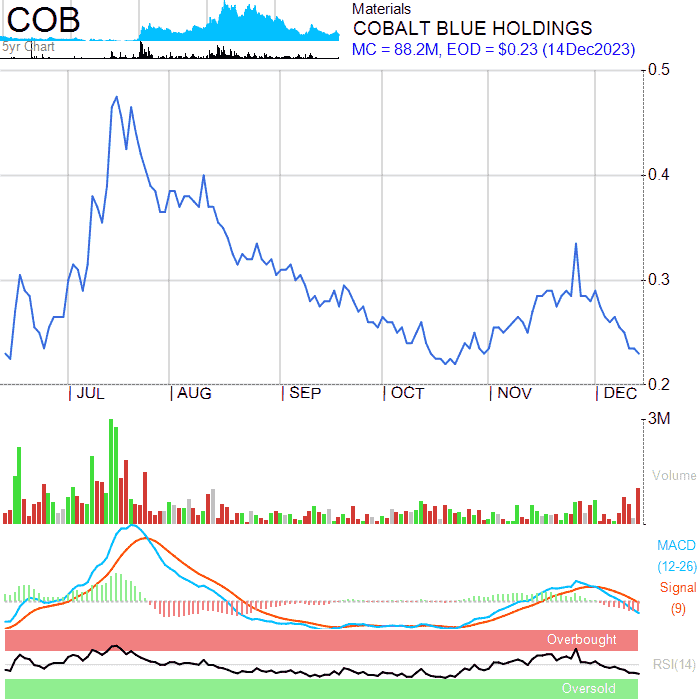 COB
5yr Chart
Materials
COBALT BLUE HOLDINGS
MC = 88.2M, EOD = $0.23 (14Dec2023)
0.5
0.4
0.3
0.2
JUL AUG SEP OCT NOV DEC
3M
Volume
MACD
(12-26)
Signal
(9)
Overbought
RSI(14)
Oversold